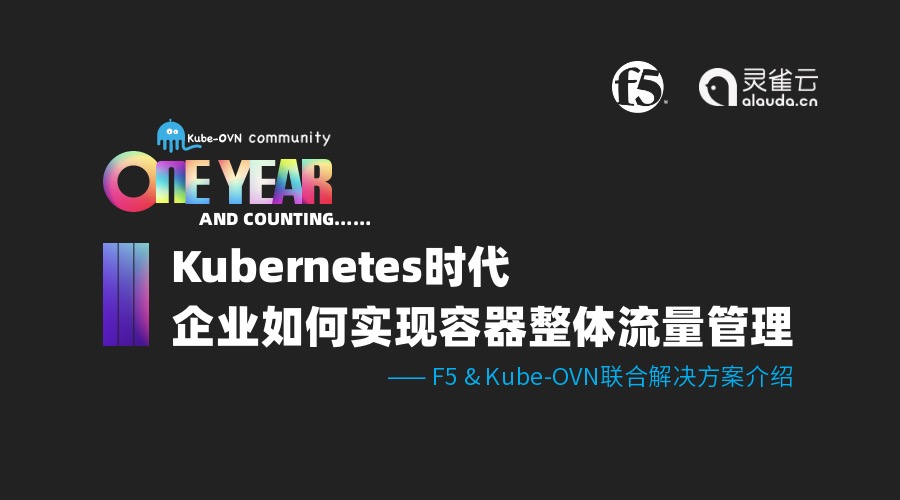 f5
灵雀云
alauda.cn
Kube-OVN community
ONE YEAR
AND COUNTING......
Kubernetes时代
企业如何实现容器整体流量管理
—— F5 & Kube-OVN联合解决方案介绍